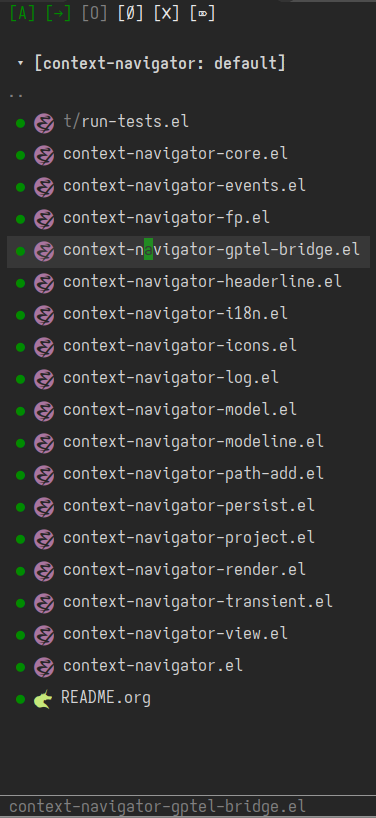 [A] [→] [O] [Ø] [X] [⌦]
▾ [context-navigator: default]
..
● t/run-tests.el
● context-navigator-core.el
● context-navigator-events.el
● context-navigator-fp.el
● context-navigator-gptel-bridge.el
● context-navigator-headerline.el
● context-navigator-i18n.el
● context-navigator-icons.el
● context-navigator-log.el
● context-navigator-model.el
● context-navigator-modeline.el
● context-navigator-path-add.el
● context-navigator-persist.el
● context-navigator-project.el
● context-navigator-render.el
● context-navigator-transient.el
● context-navigator-view.el
● context-navigator.el
● README.org
context-navigator-gptel-bridge.el